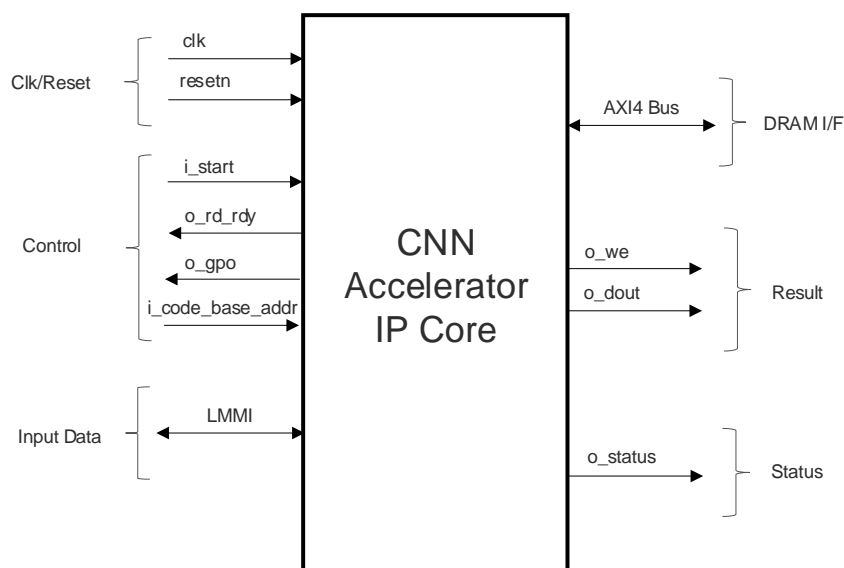 clk
Clk/Reset
resetn
i_start
o_rd_rdy
Control
o_gpo
i_code_base_addr
LMMI
Input Data
CNN
Accelerator
IP Core
AXI4 Bus
DRAM I/F
o_we
o_dout
Result
o_status
Status